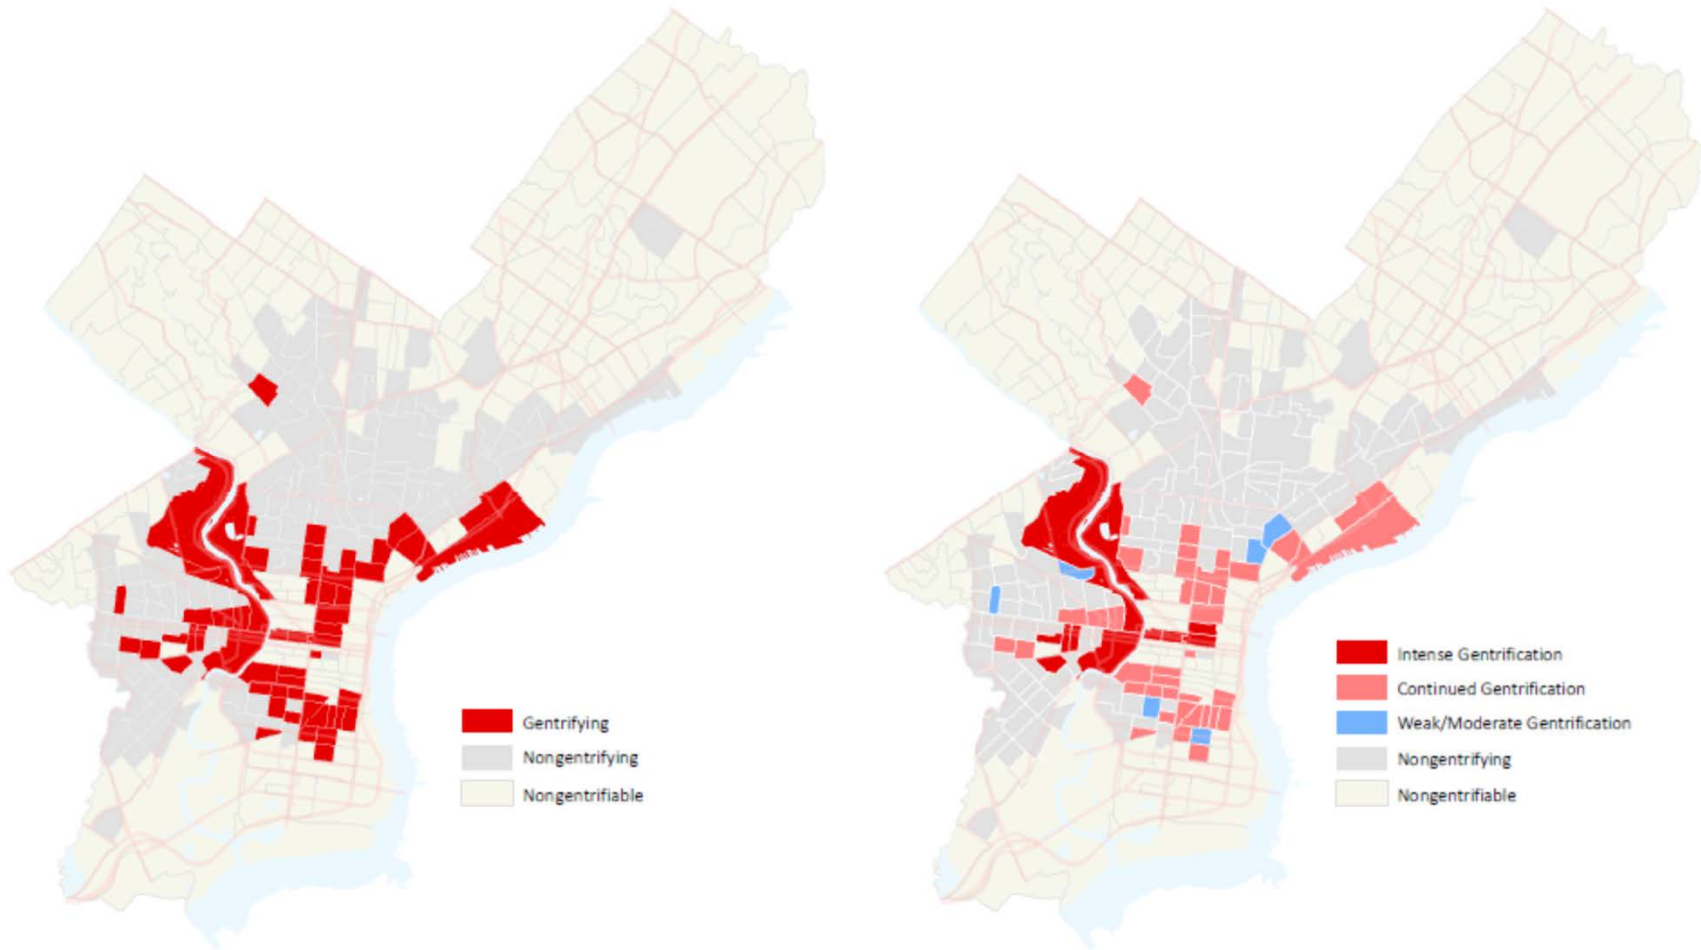 Gentrifying
Nongentrifying
Nongentrifiable
Intense Gentrification
Continued Gentrification
Weak/Moderate Gentrification
Nongentrifying
Nongentrifiable